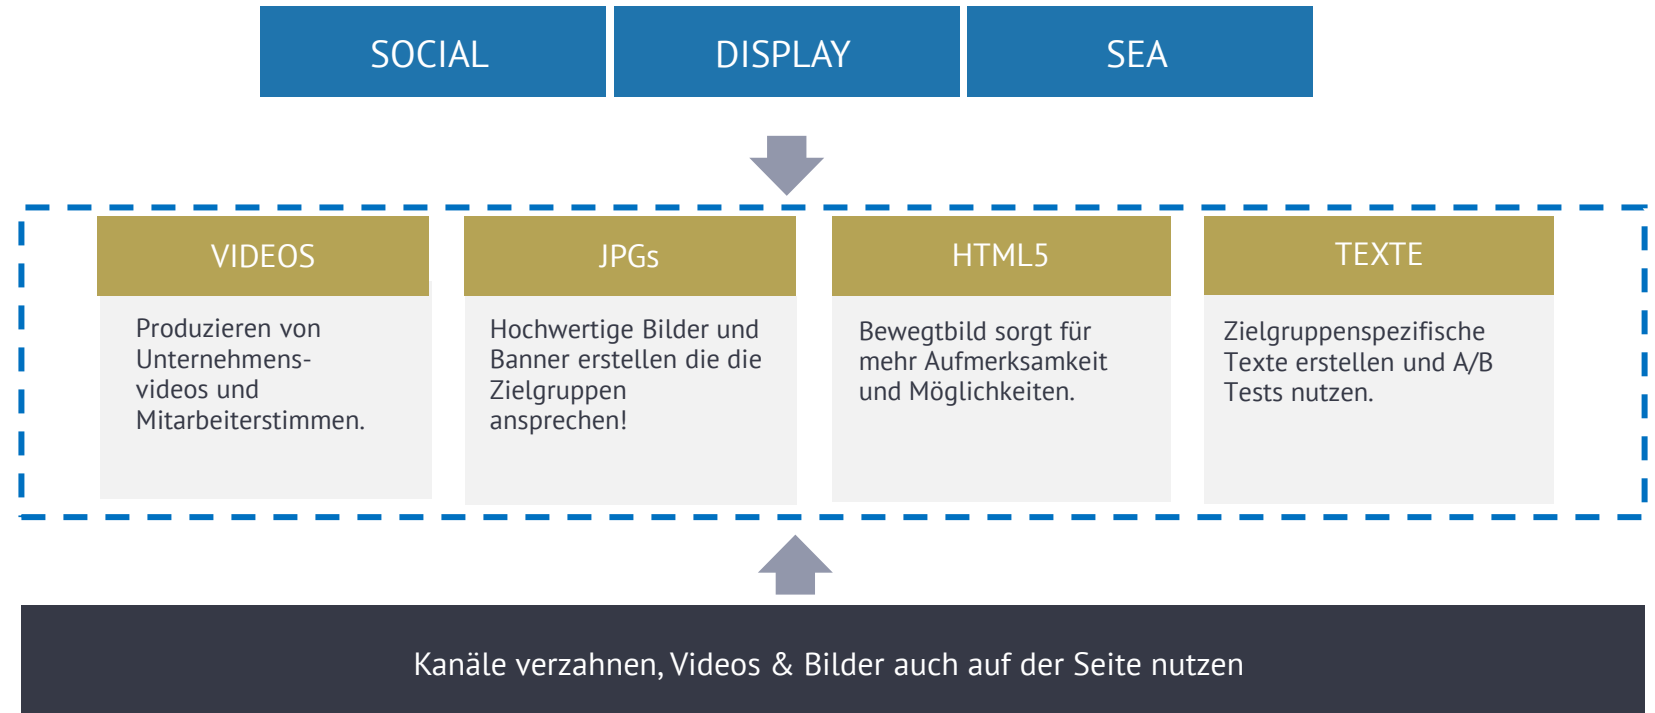 SOCIAL
DISPLAY
SEA
VIDEOS
Produzieren von
Unternehmens-
videos und
Mitarbeiterstimmen.
JPGs
Hochwertige Bilder und
Banner erstellen die die
Zielgruppen
ansprechen!
HTML5
Bewegtbild sorgt für
mehr Aufmerksamkeit
und Möglichkeiten.
TEXTE
Zielgruppenspezifische
Texte erstellen und A/B
Tests nutzen.
Kanäle verzahnen, Videos & Bilder auch auf der Seite nutzen